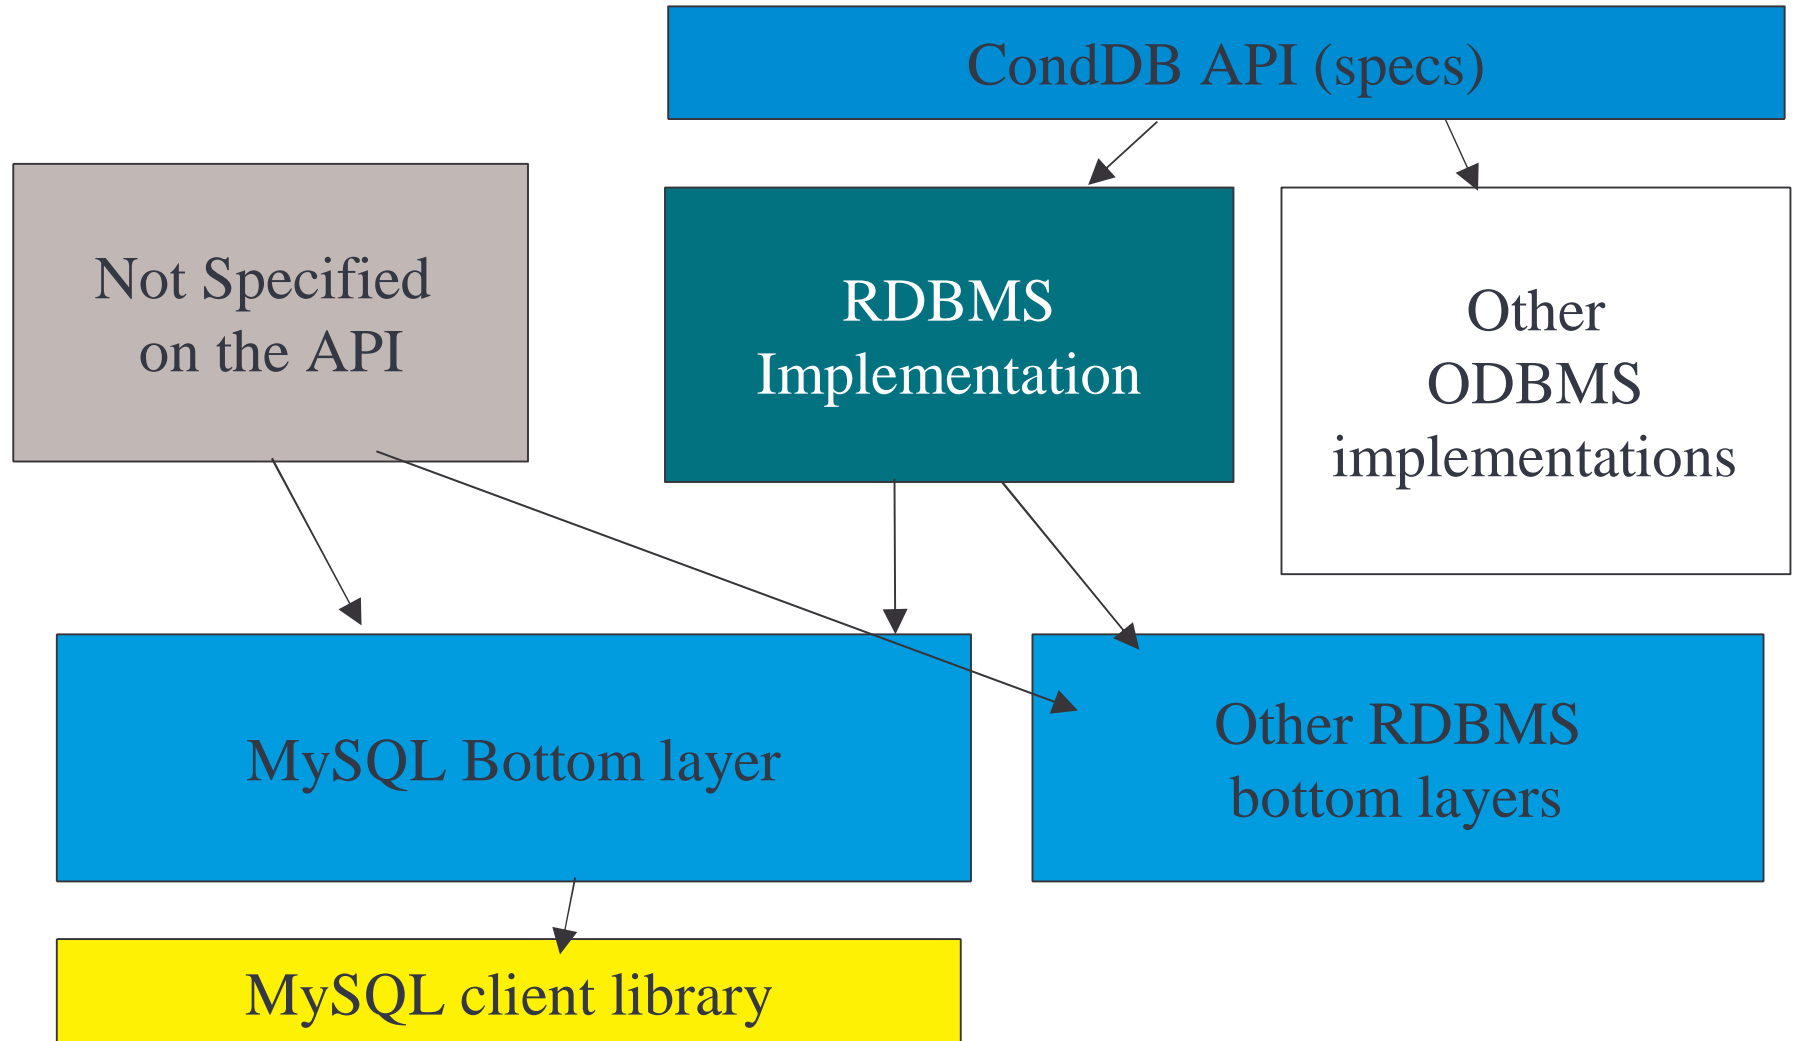 CondDB API (specs)
Not Specified
on the API
RDBMS
Implementation
Other
ODBMS
implementations
MySQL Bottom layer
Other RDBMS
bottom layers
MySQL client library